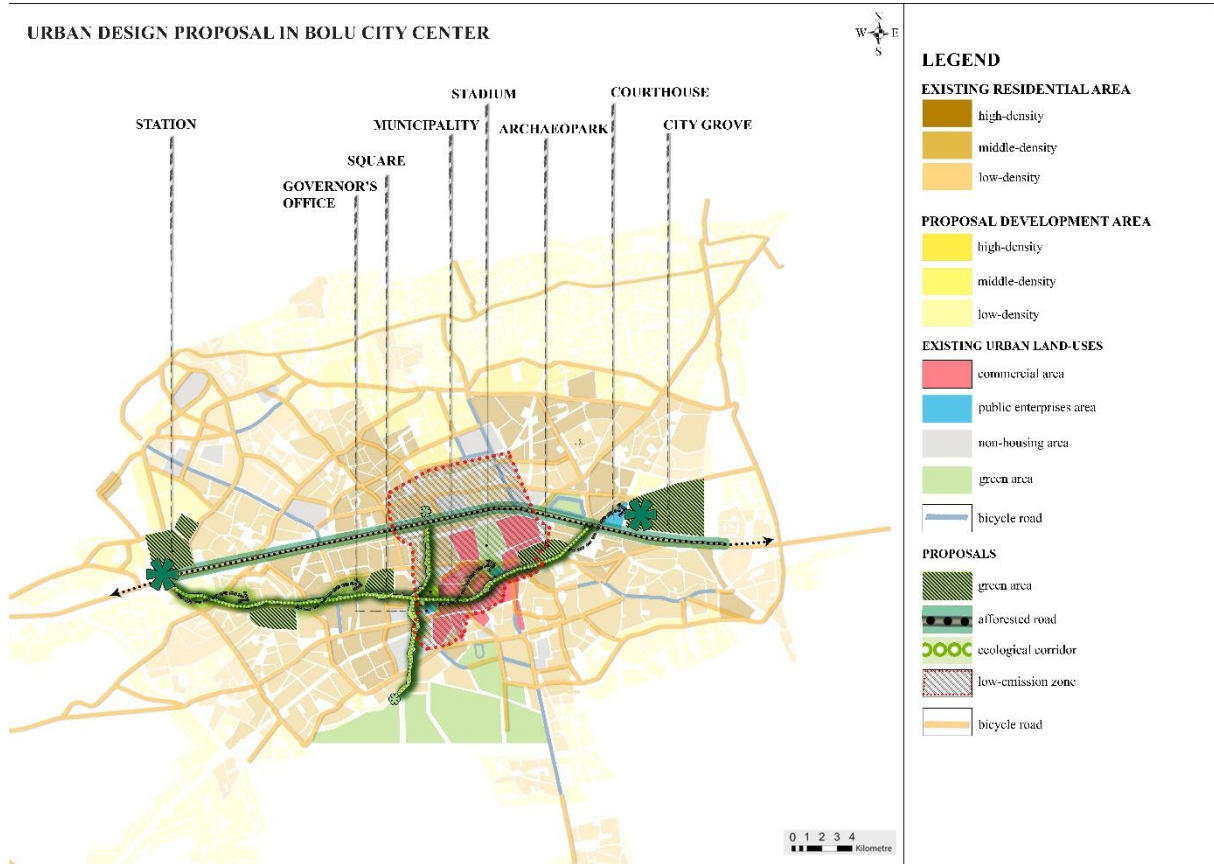 URBAN DESIGN PROPOSAL IN BOLU CITY CENTER
N
W E
S
STATION
GOVERNOR'S
OFFICE
SQUARE
MUNICIPALITY
STADIUM
ARCHAEOPARK
COURTHOUSE
CITY GROVE
0 1 2 3 4
Kilometre
LEGEND
EXISTING RESIDENTIAL AREA
high-density
middle-density
low-density
PROPOSAL DEVELOPMENT AREA
high-density
middle-density
low-density
EXISTING URBAN LAND-USES
commercial area
public enterprises area
non-housing area
green area
bicycle road
PROPOSALS
green area
afforested road
ecological corridor
low-emission zone
bicycle road